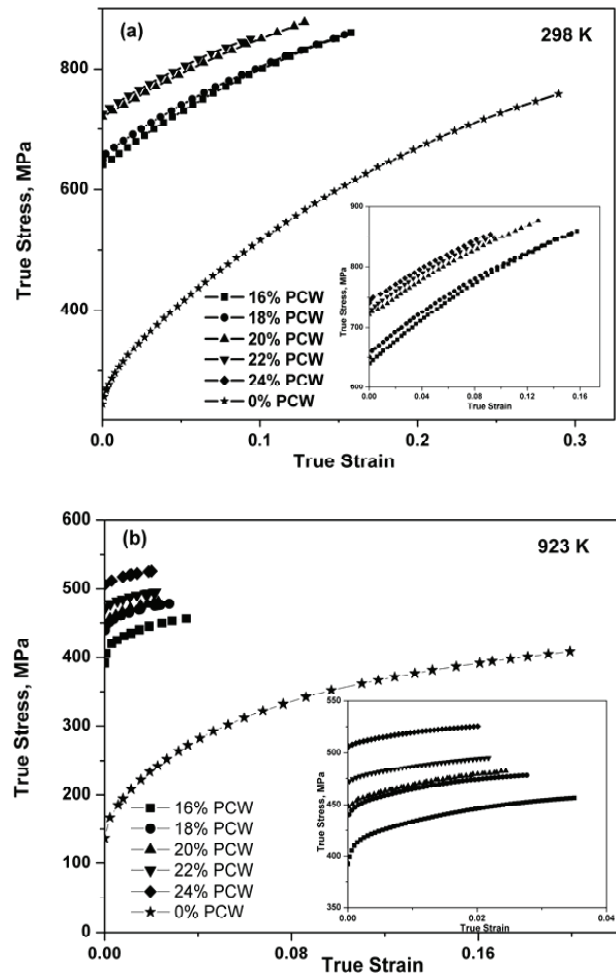 (a)
298 K
True Stress, MPa
800
600
400
0.0
0.1
0.2
0.3
True Strain
16% PCW
18% PCW
20% PCW
22% PCW
24% PCW
0% PCW
True Stress, MPa
900
800
700
600
0.00
0.04
0.08
0.12
0.16
True Strain
(b)
923 K
True Stress, MPa
600
500
400
300
200
100
0
0.00
0.08
0.16
True Strain
16% PCW
18% PCW
20% PCW
22% PCW
24% PCW
0% PCW
True Stress, MPa
550
500
450
400
350
0.00
0.02
0.04
True Strain